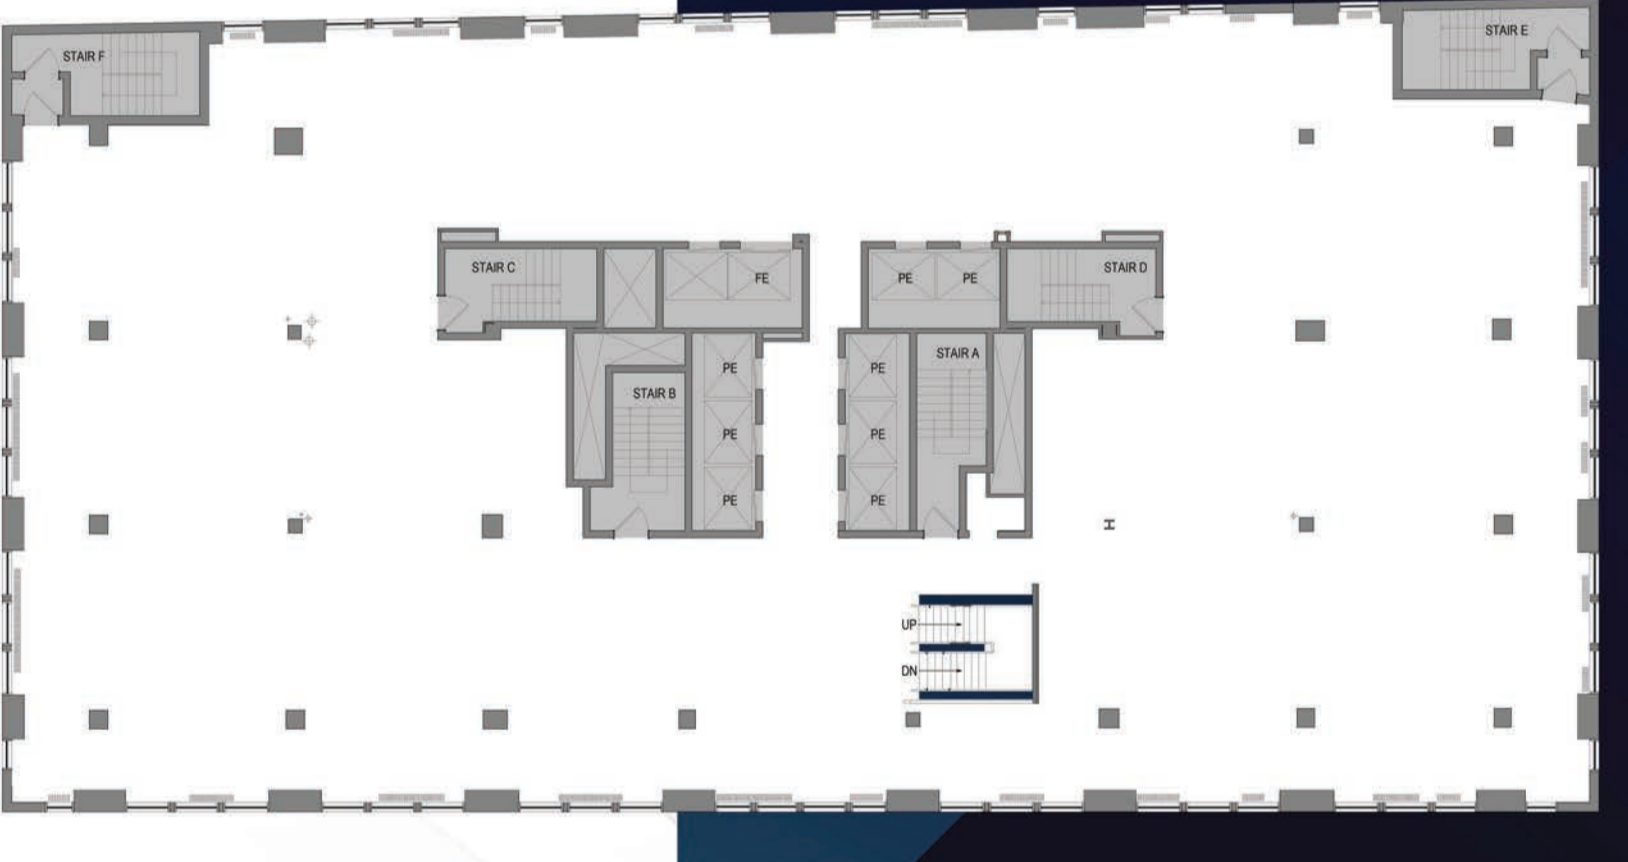 STAIR F
STAIR E
STAIR C
FE
PE
PE
STAIR D
PE
STAIR B
PE
PE
PE
STAIR A
PE
PE
H
UP
DN